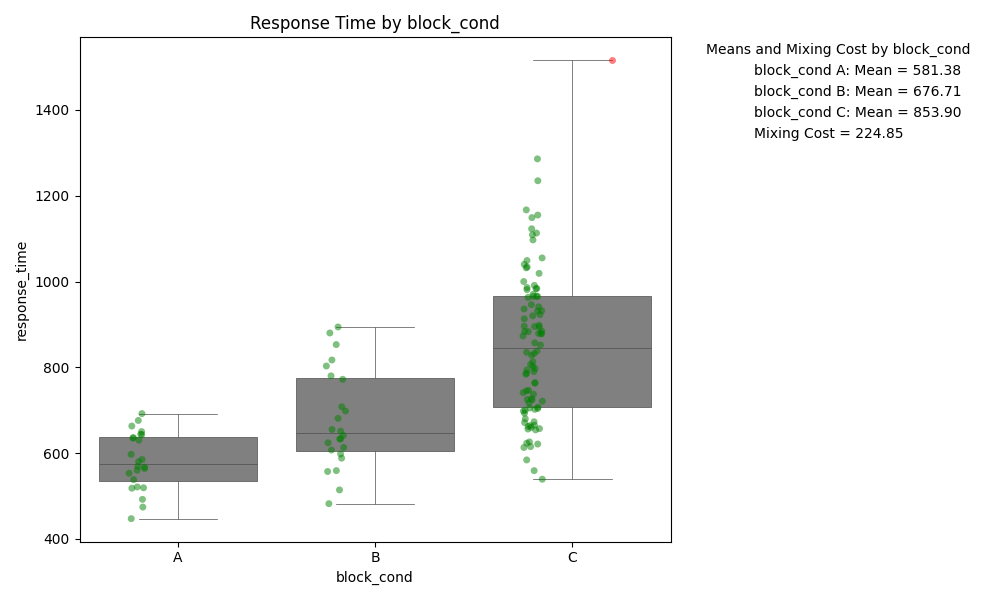 Response Time by block_cond
Means and Mixing Cost by block_cond
block_cond A: Mean = 581.38
block_cond B: Mean = 676.71
block_cond C: Mean = 853.90
Mixing Cost = 224.85
response_time
1400
1200
1000
800
600
400
A
B
C
block_cond